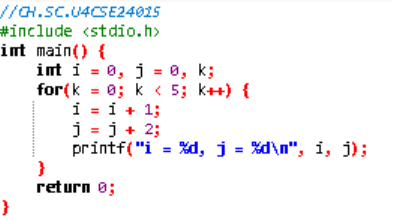 //CH.SC.U4CSE24015
#include <stdio.h>
int main() {
    int i = 0, j = 0, k;
    for(k = 0; k < 5; k++) {
        i = i + 1;
        j = j + 2;
        printf("i = %d, j = %d\n", i, j);
    }
    return 0;
}